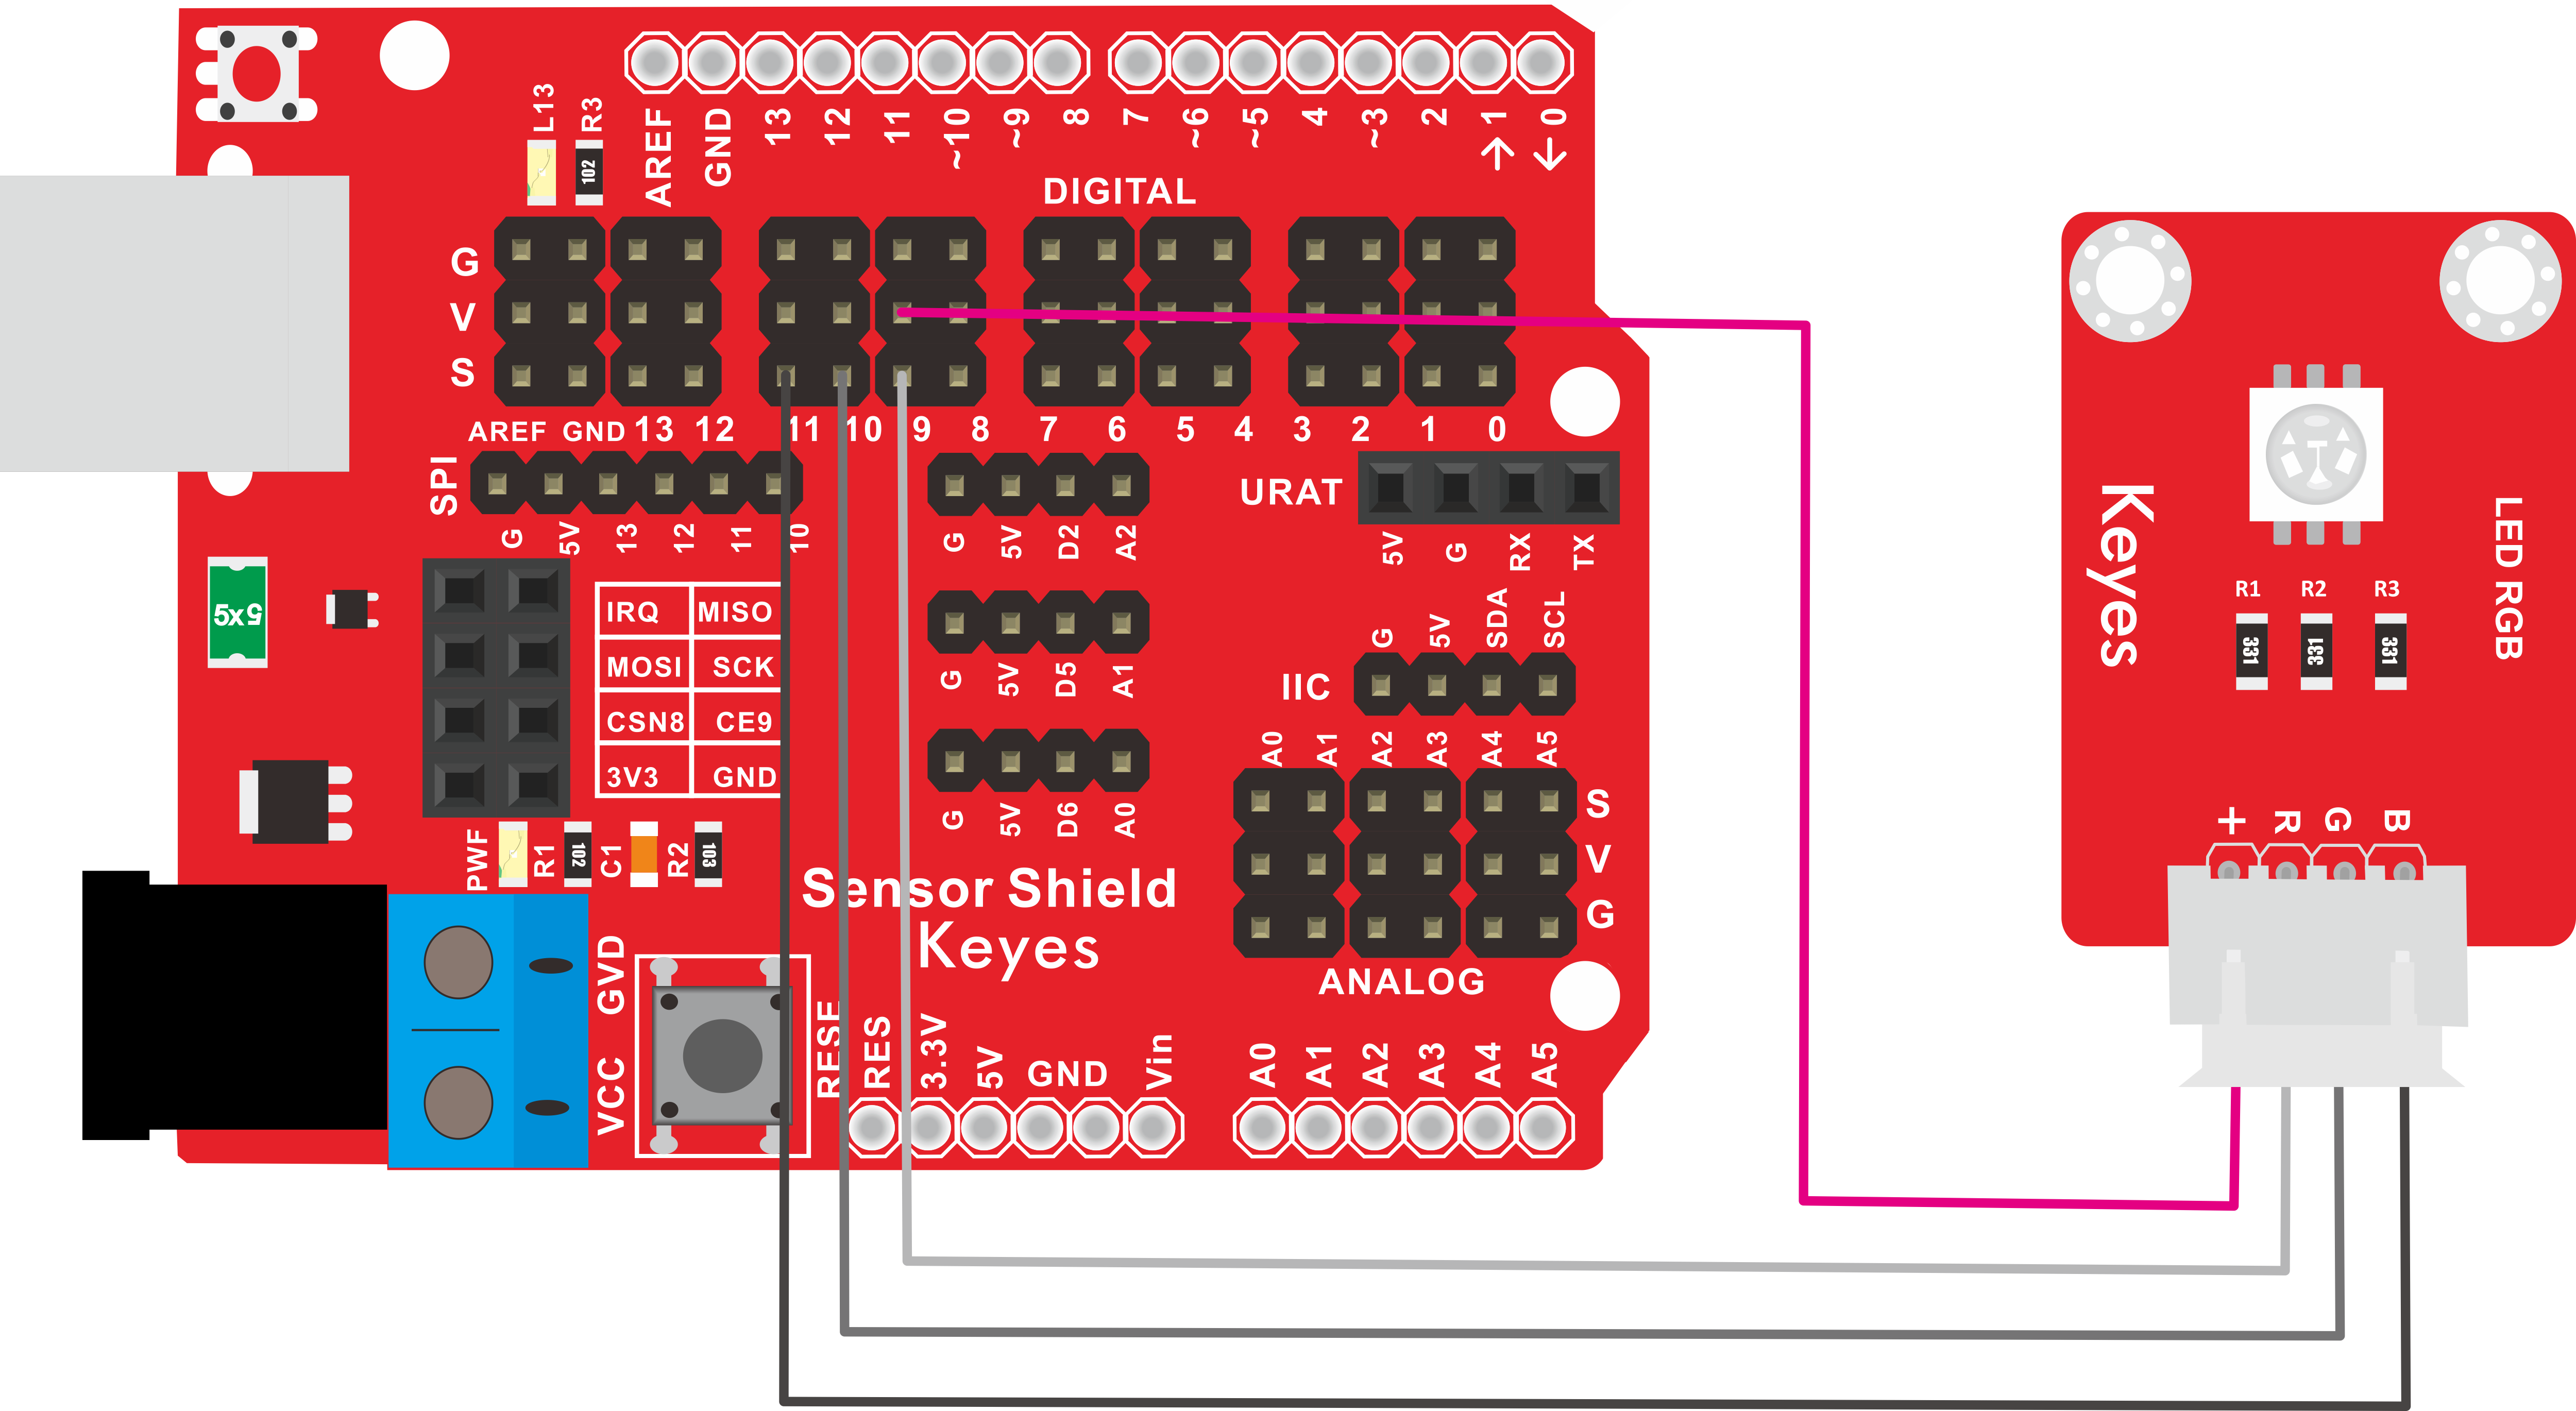 L13 R3
102
AREF GND 13 12 11 ~10 ~9 8 7 ~6 ~5 4 ~3 2 1 0
DIGITAL
G
V
S
AREF GND 13 12 11 10 9 8 7 6 5 4 3 2 1 0
SPI
G 5V 13 12 11 10
G 5V D2 A2
URAT
5V G RX TX
5x5
IRQ MISO
MOSI SCK
CSN8 CE9
3V3 GND
G 5V D5 A1
G 5V SDA SCL
IIC
G 5V D6 A0
A0 A1 A2 A3 A4 A5
S
V
G
ANALOG
PWF R1 102 C1 R2 103
Sensor Shield
Keyes
GVD
VCC
RESE
RES 3.3V 5V GND Vin
A0 A1 A2 A3 A4 A5
Keyes
LED RGB
R1 R2 R3
331 331 331
+ R G B